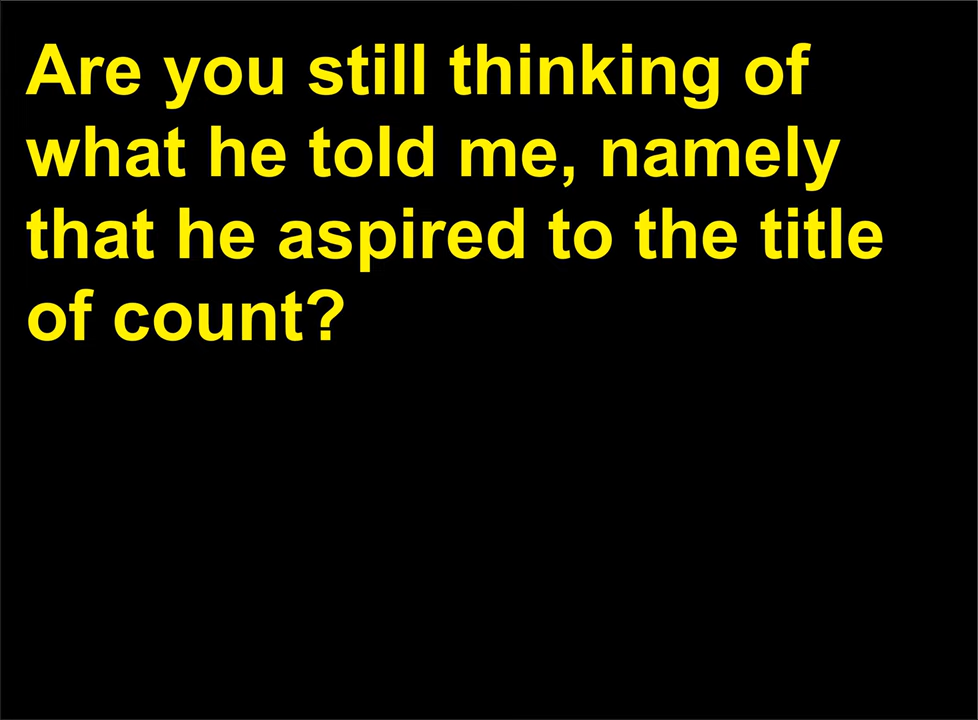 Are you still thinking of
what he told me, namely
that he aspired to the title
of count?